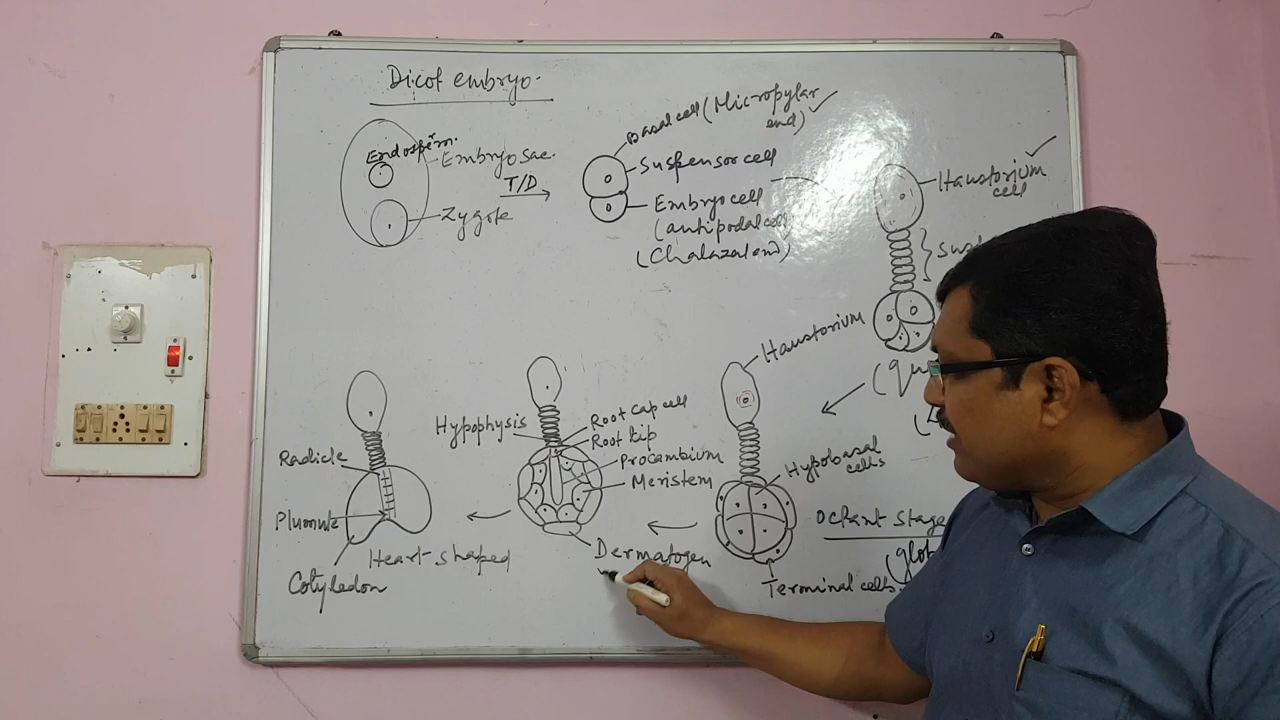 Dicot embryo.
Endosperm.
Embryo sac.
Zygote
T/D
Basal cell (Micropylar
end)
Suspensor cell
Embryo cell
(antipodal cell
(Chalazal end)
Haustorium
cell
Haustorium
Hypobasal
cells
Octant stage
Terminal cells.
Hypophysis
Root cap cell
Root tip
Procambium
Meristem
Dermatogen
Radicle
Plumule
Cotyledon
Heart-shaped